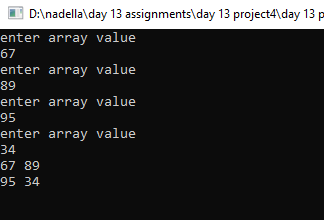 D:\nadella\day 13 assignments\day 13 project4\day 13 p
enter array value
67
enter array value
89
enter array value
95
enter array value
34
67 89
95 34